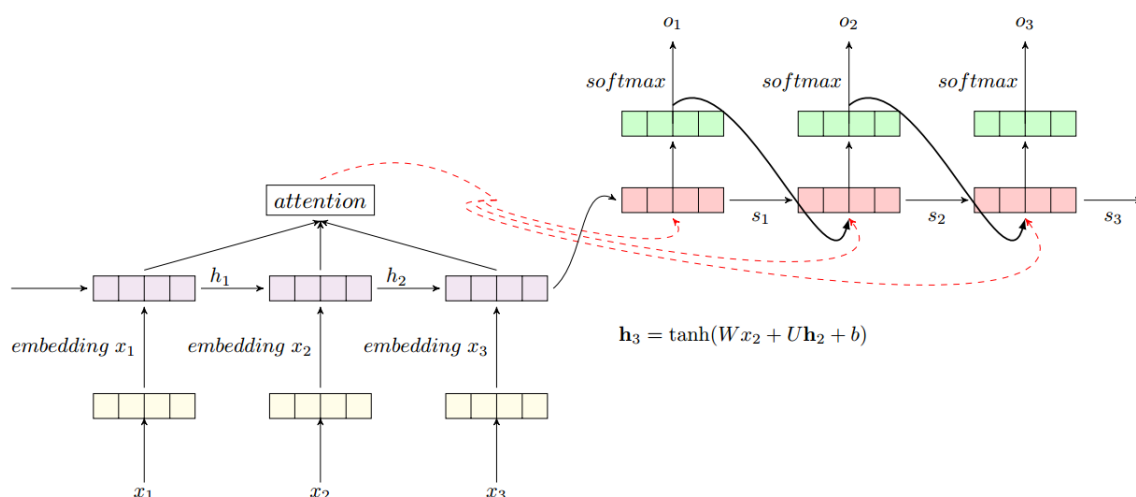 o₁ o₂ o₃
softmax softmax softmax
attention
s₁ s₂ s₃
h₁ h₂
𝐡₃ = tanh(Wx₂ + U𝐡₂ + b)
embedding x₁ embedding x₂ embedding x₃
x₁ x₂ x₃